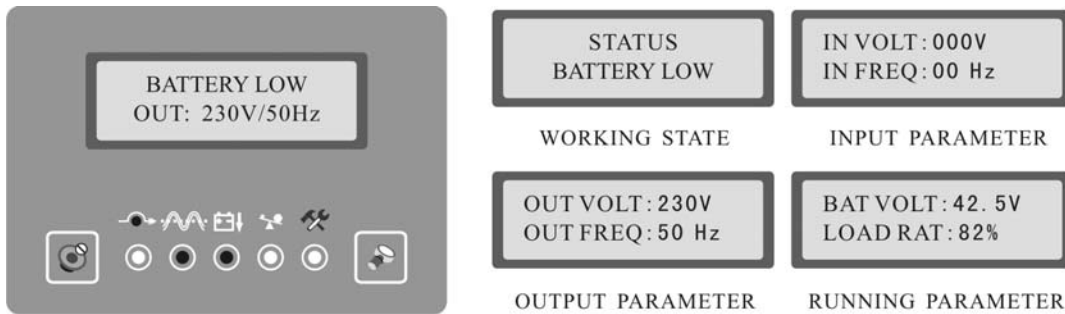 BATTERY LOW
OUT: 230V/50Hz
STATUS
BATTERY LOW
WORKING STATE
IN VOLT:000V
IN FREQ:00 Hz
INPUT PARAMETER
OUT VOLT:230V
OUT FREQ:50 Hz
OUTPUT PARAMETER
BAT VOLT:42.5V
LOAD RAT:82%
RUNNING PARAMETER